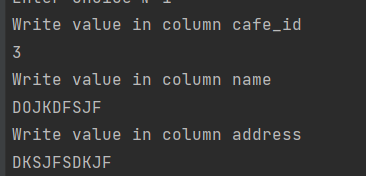 Write value in column cafe_id
3
Write value in column name
DOJKDFSJF
Write value in column address
DKSJFSDKJF